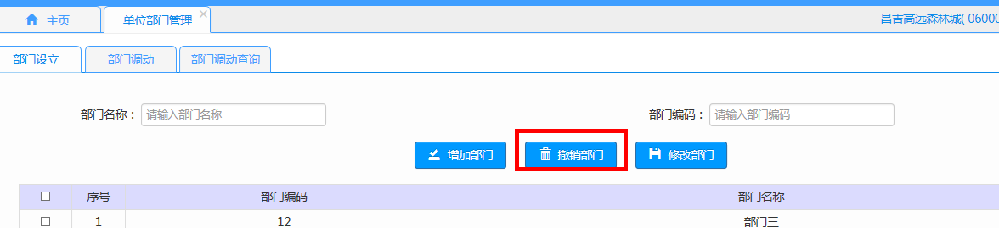 主页 单位部门管理 昌吉高远森林城( 06000
部门设立 部门调动 部门调动查询
部门名称： 请输入部门名称 部门编码： 请输入部门编码
增加部门 撤销部门 修改部门
序号 部门编码 部门名称
1 12 部门三